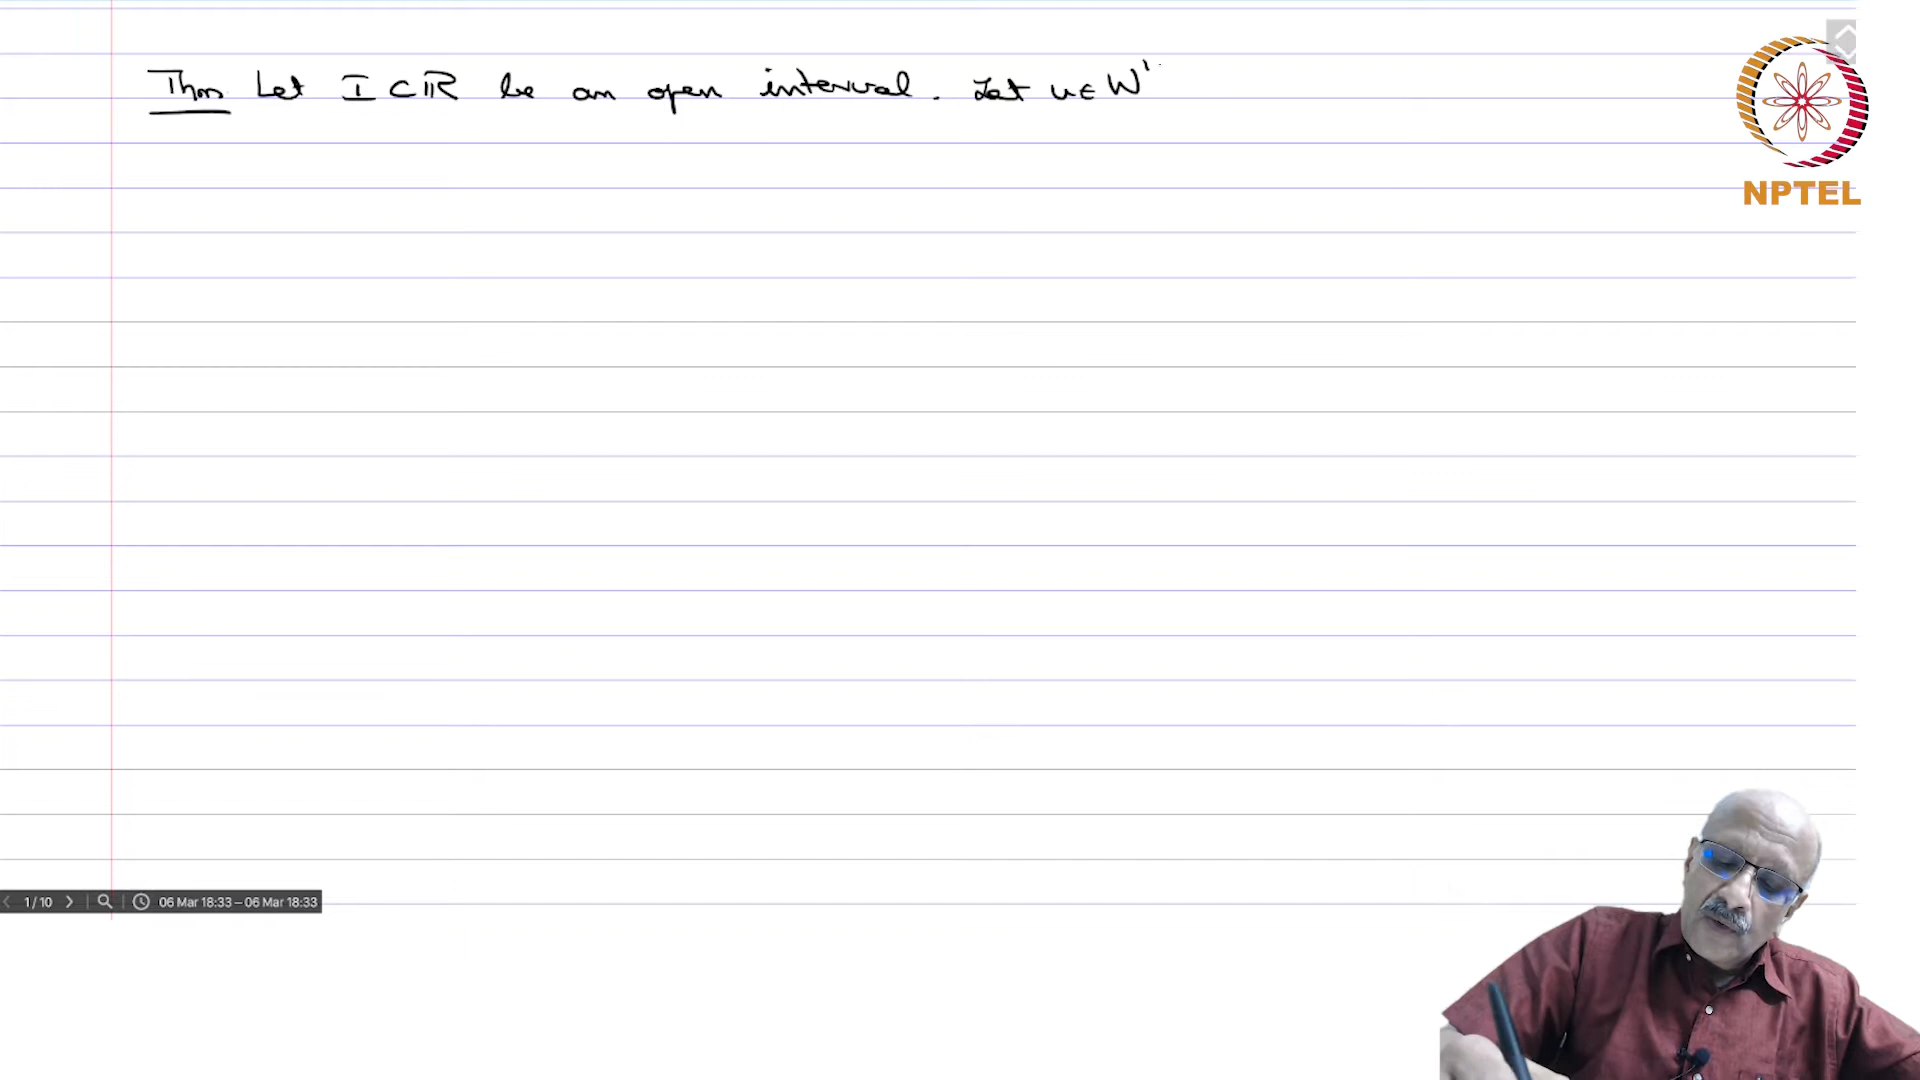 Thm Let I ⊂ ℝ be an open interval. Let u ∈ W¹
NPTEL
1/10 06 Mar 18:33 – 06 Mar 18:33